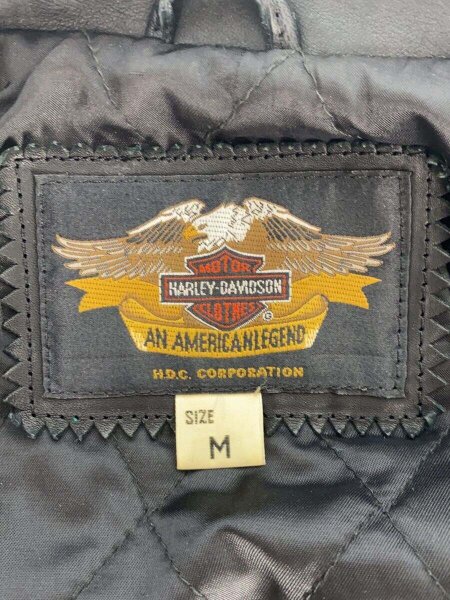 MOTOR
HARLEY-DAVIDSON
CLOTHES
®
AN AMERICAN LEGEND
H.D.C. CORPORATION
SIZE
M